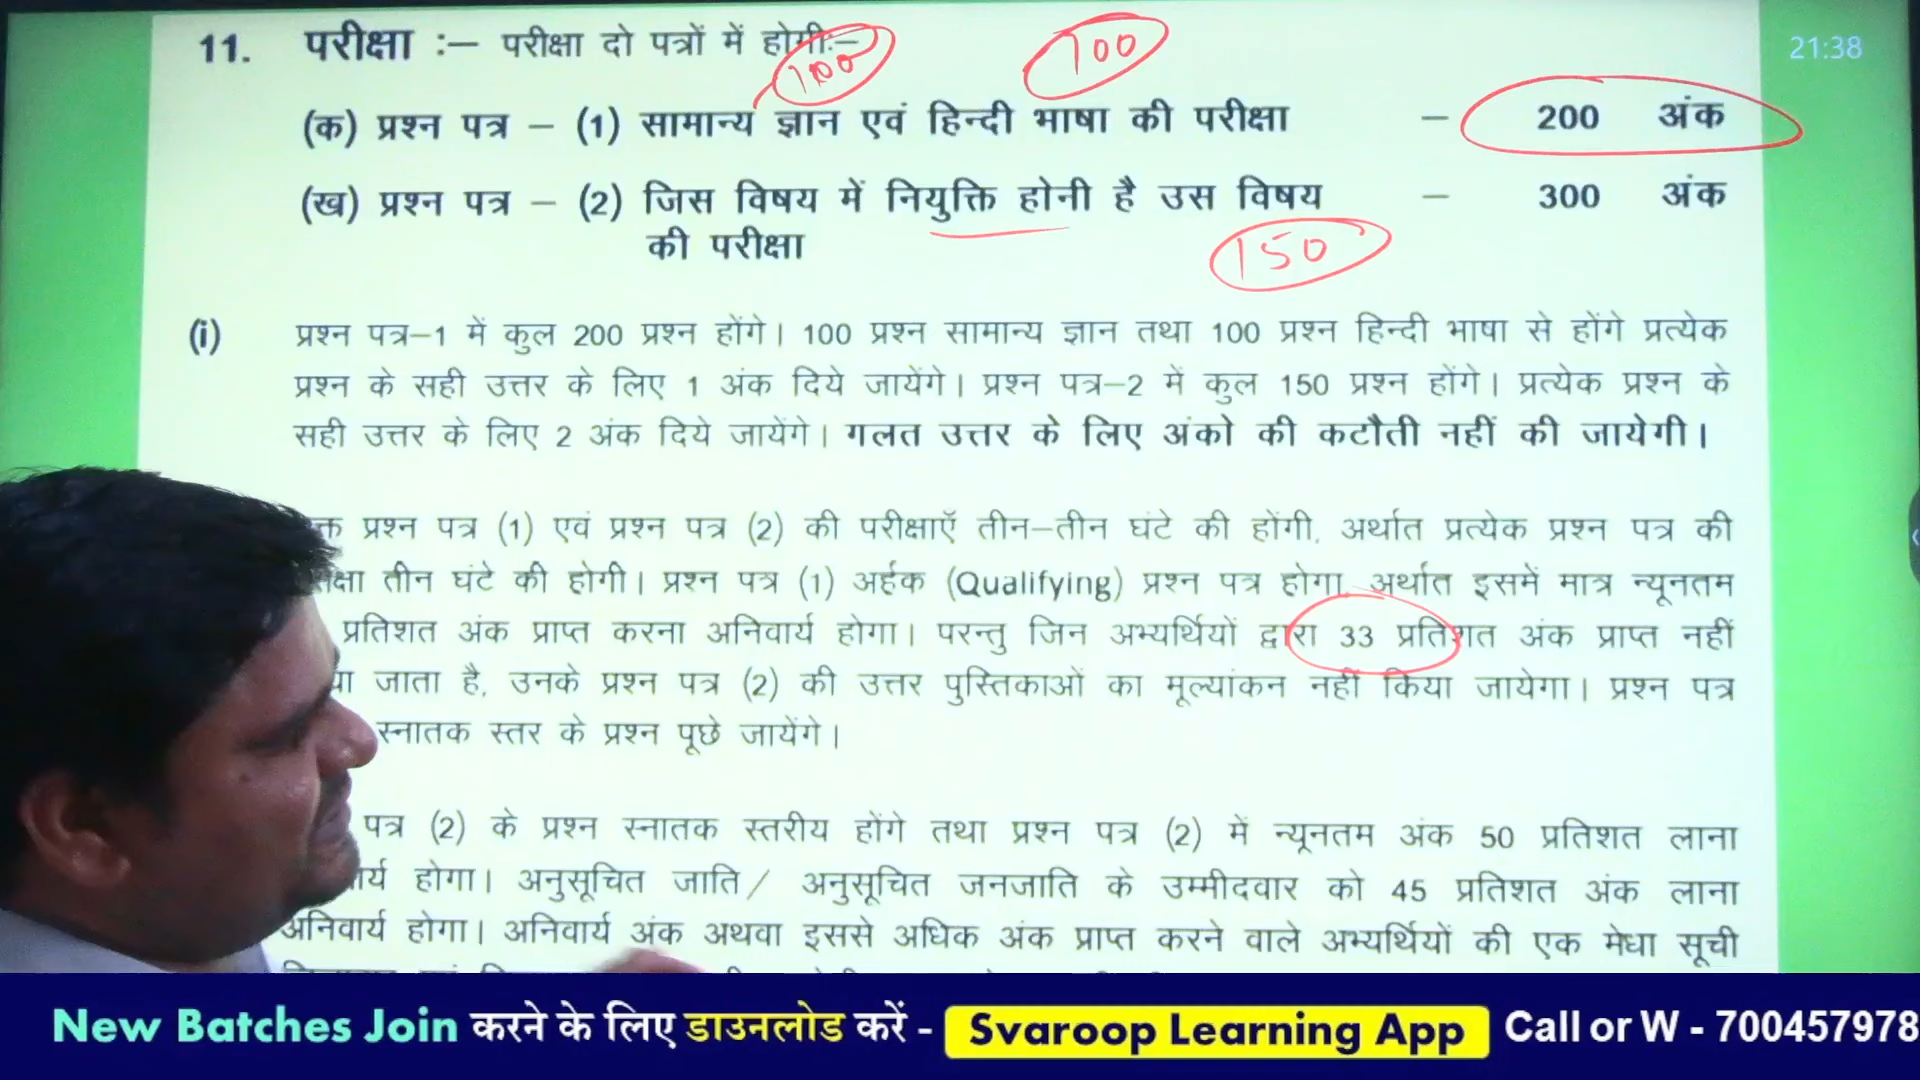 11. परीक्षा :– परीक्षा दो पत्रों में होगी:–
100 100
21:38
(क) प्रश्न पत्र – (1) सामान्य ज्ञान एवं हिन्दी भाषा की परीक्षा – 200 अंक
(ख) प्रश्न पत्र – (2) जिस विषय में नियुक्ति होनी है उस विषय – 300 अंक
की परीक्षा
150
(i) प्रश्न पत्र–1 में कुल 200 प्रश्न होंगे। 100 प्रश्न सामान्य ज्ञान तथा 100 प्रश्न हिन्दी भाषा से होंगे प्रत्येक
प्रश्न के सही उत्तर के लिए 1 अंक दिये जायेंगे। प्रश्न पत्र–2 में कुल 150 प्रश्न होंगे। प्रत्येक प्रश्न के
सही उत्तर के लिए 2 अंक दिये जायेंगे। गलत उत्तर के लिए अंको की कटौती नहीं की जायेगी।
प्रश्न पत्र (1) एवं प्रश्न पत्र (2) की परीक्षाएँ तीन–तीन घंटे की होंगी, अर्थात प्रत्येक प्रश्न पत्र की
तीन घंटे की होगी। प्रश्न पत्र (1) अर्हक (Qualifying) प्रश्न पत्र होगा, अर्थात इसमें मात्र न्यूनतम
प्रतिशत अंक प्राप्त करना अनिवार्य होगा। परन्तु जिन अभ्यर्थियों द्वारा 33 प्रतिशत अंक प्राप्त नहीं
जाता है, उनके प्रश्न पत्र (2) की उत्तर पुस्तिकाओं का मूल्यांकन नहीं किया जायेगा। प्रश्न पत्र
स्नातक स्तर के प्रश्न पूछे जायेंगे।
पत्र (2) के प्रश्न स्नातक स्तरीय होंगे तथा प्रश्न पत्र (2) में न्यूनतम अंक 50 प्रतिशत लाना
होगा। अनुसूचित जाति/ अनुसूचित जनजाति के उम्मीदवार को 45 प्रतिशत अंक लाना
अनिवार्य होगा। अनिवार्य अंक अथवा इससे अधिक अंक प्राप्त करने वाले अभ्यर्थियों की एक मेधा सूची
New Batches Join करने के लिए डाउनलोड करें - Svaroop Learning App Call or W - 700457978